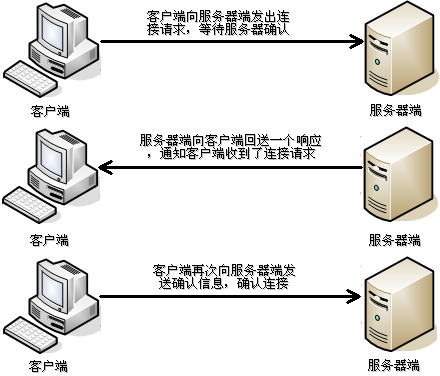 客户端向服务器端发出连
接请求，等待服务器确认
客户端
服务器端
服务器端向客户端回送一个响应
，通知客户端收到了连接请求
客户端
服务器端
客户端再次向服务器端发
送确认信息，确认连接
客户端
服务器端